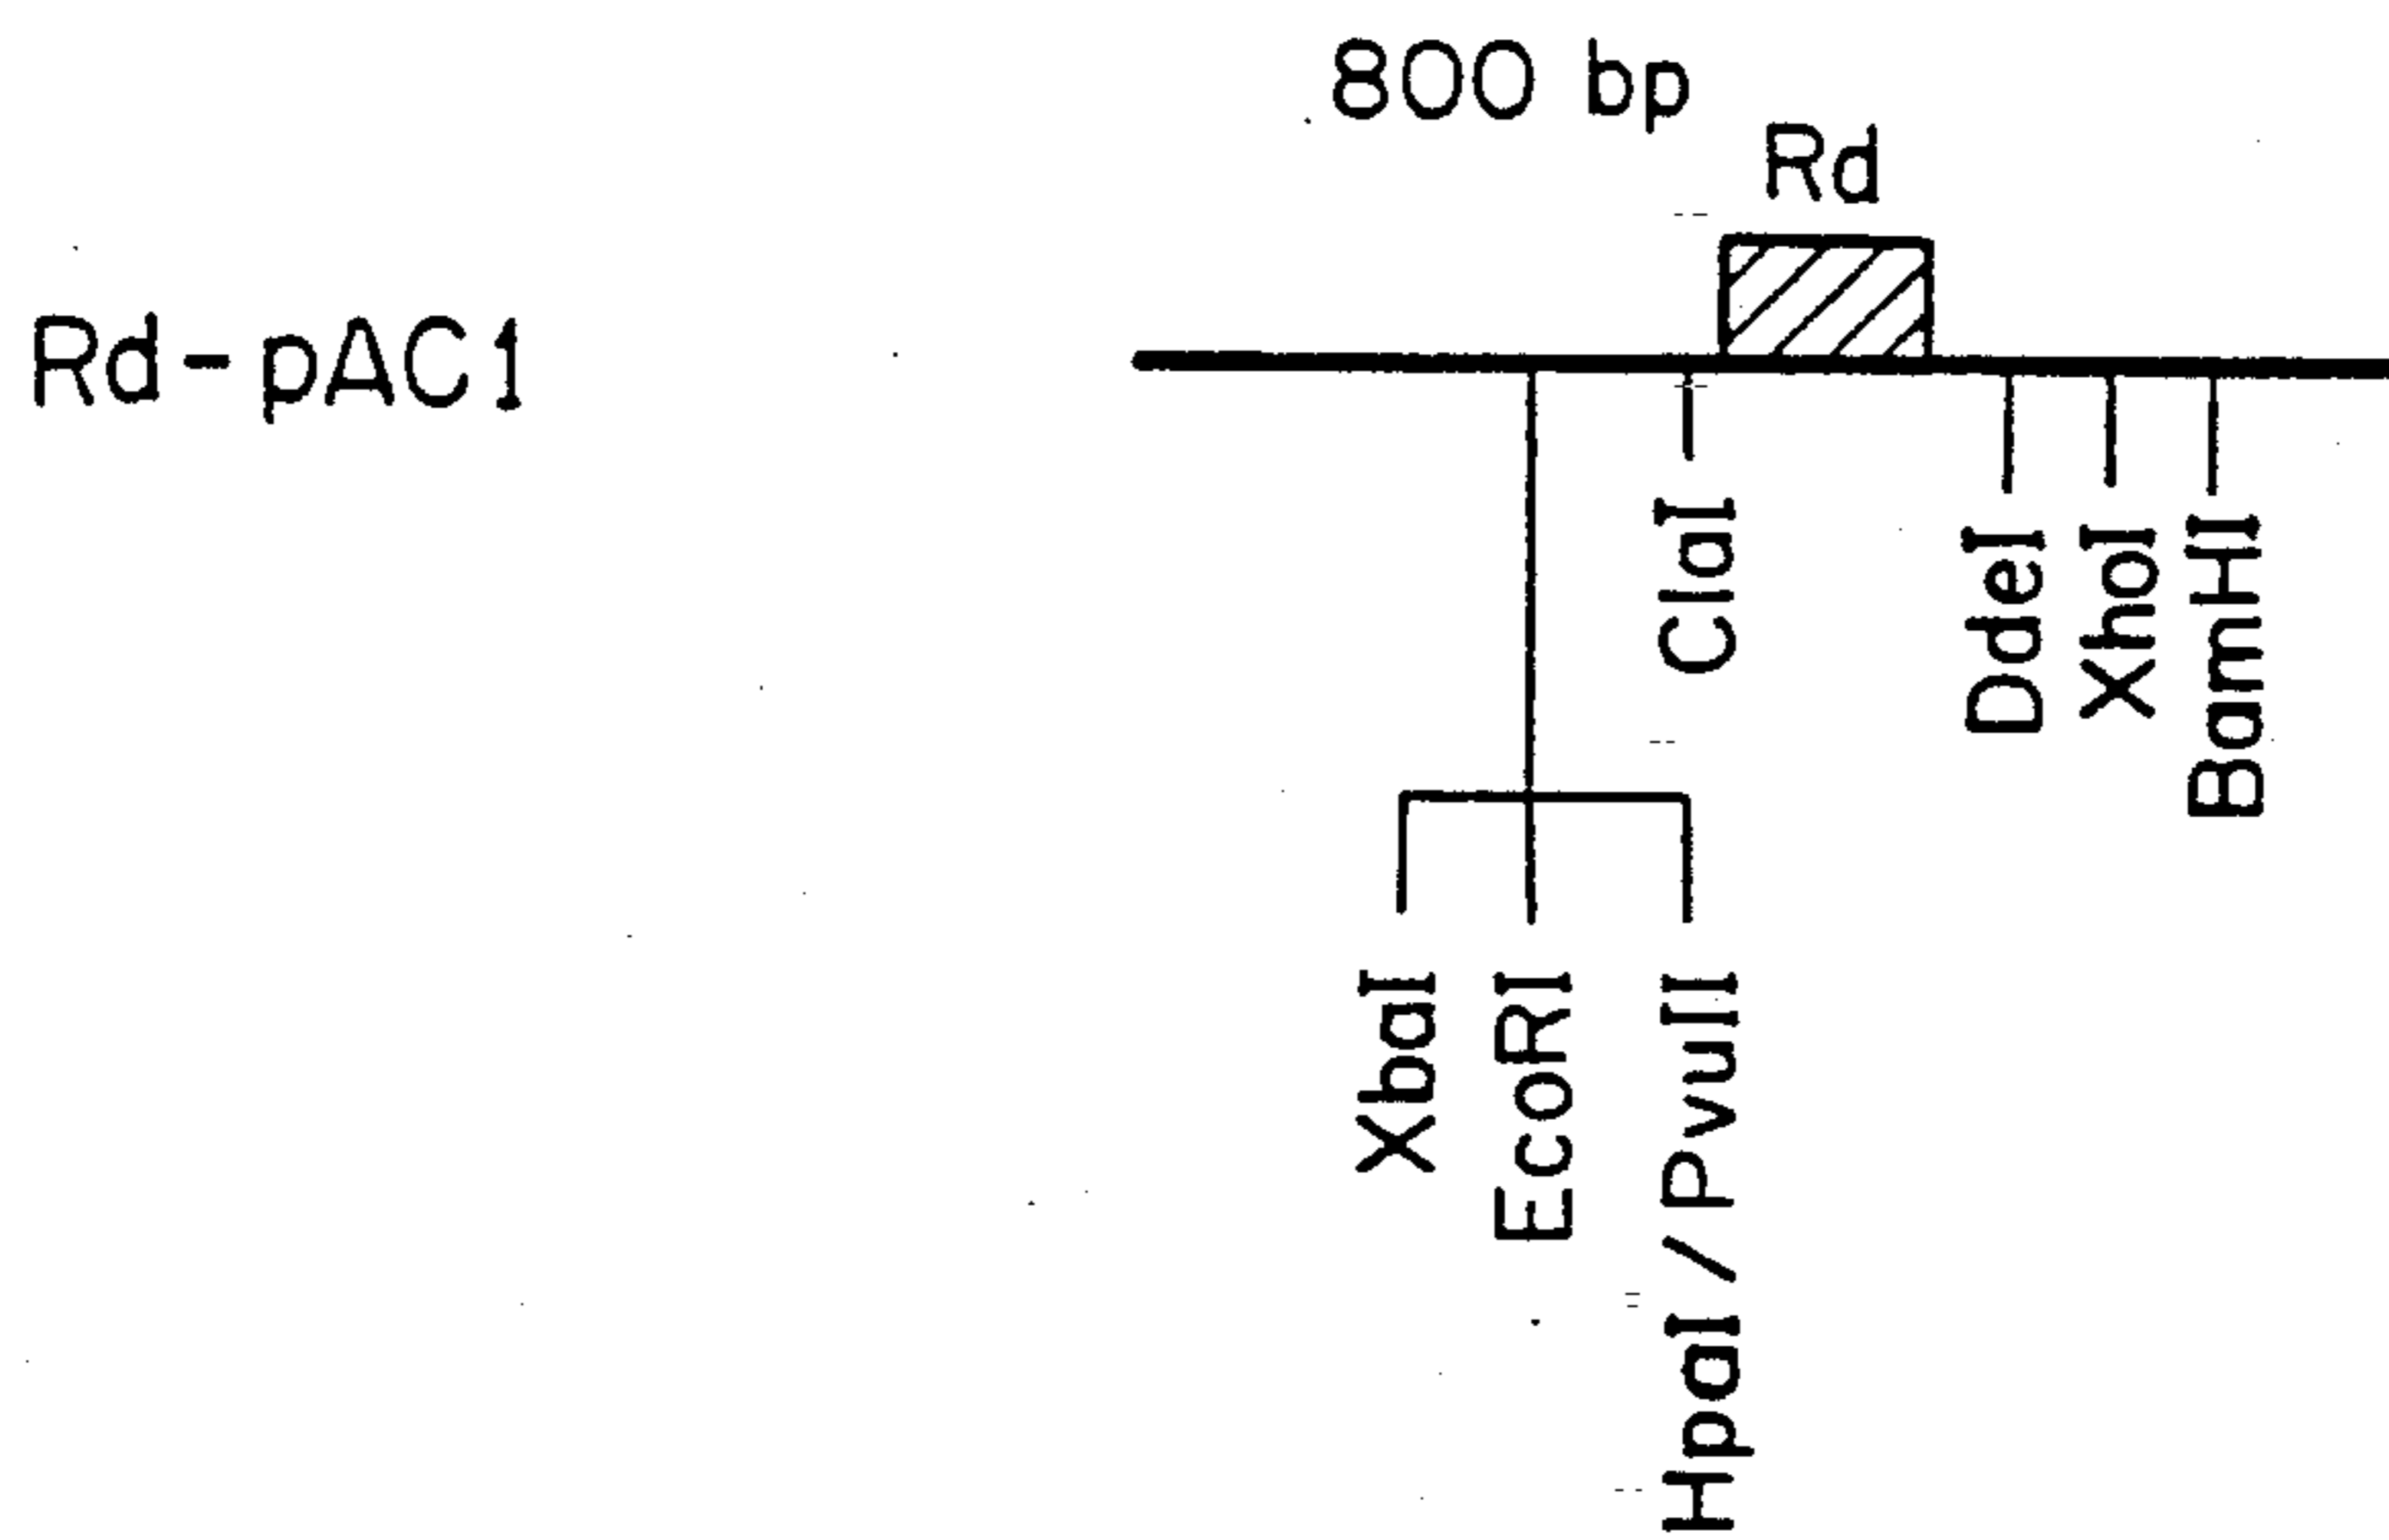 800 bp
Rd
Rd-pAC1
ClaI
DdeI
XhoI
BamHI
XbaI
EcoRI
HpaI / PvuII